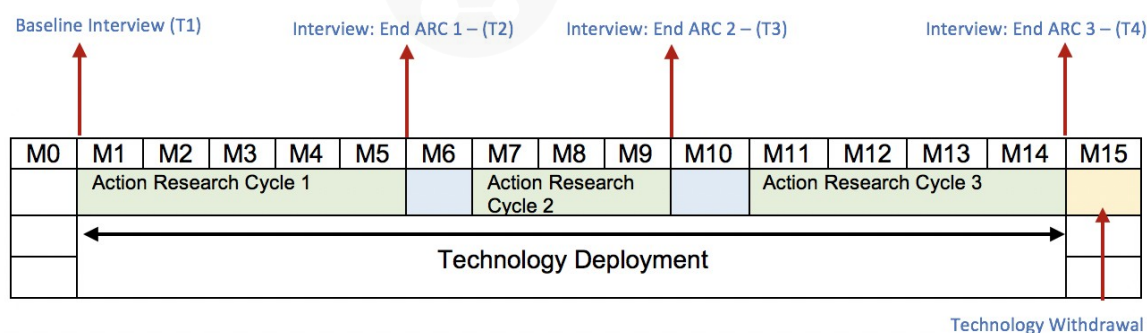 Baseline Interview (T1)
Interview: End ARC 1 – (T2)
Interview: End ARC 2 – (T3)
Interview: End ARC 3 – (T4)
M0 M1 M2 M3 M4 M5 M6 M7 M8 M9 M10 M11 M12 M13 M14 M15
Action Research Cycle 1
Action Research
Cycle 2
Action Research Cycle 3
Technology Deployment
Technology Withdrawal